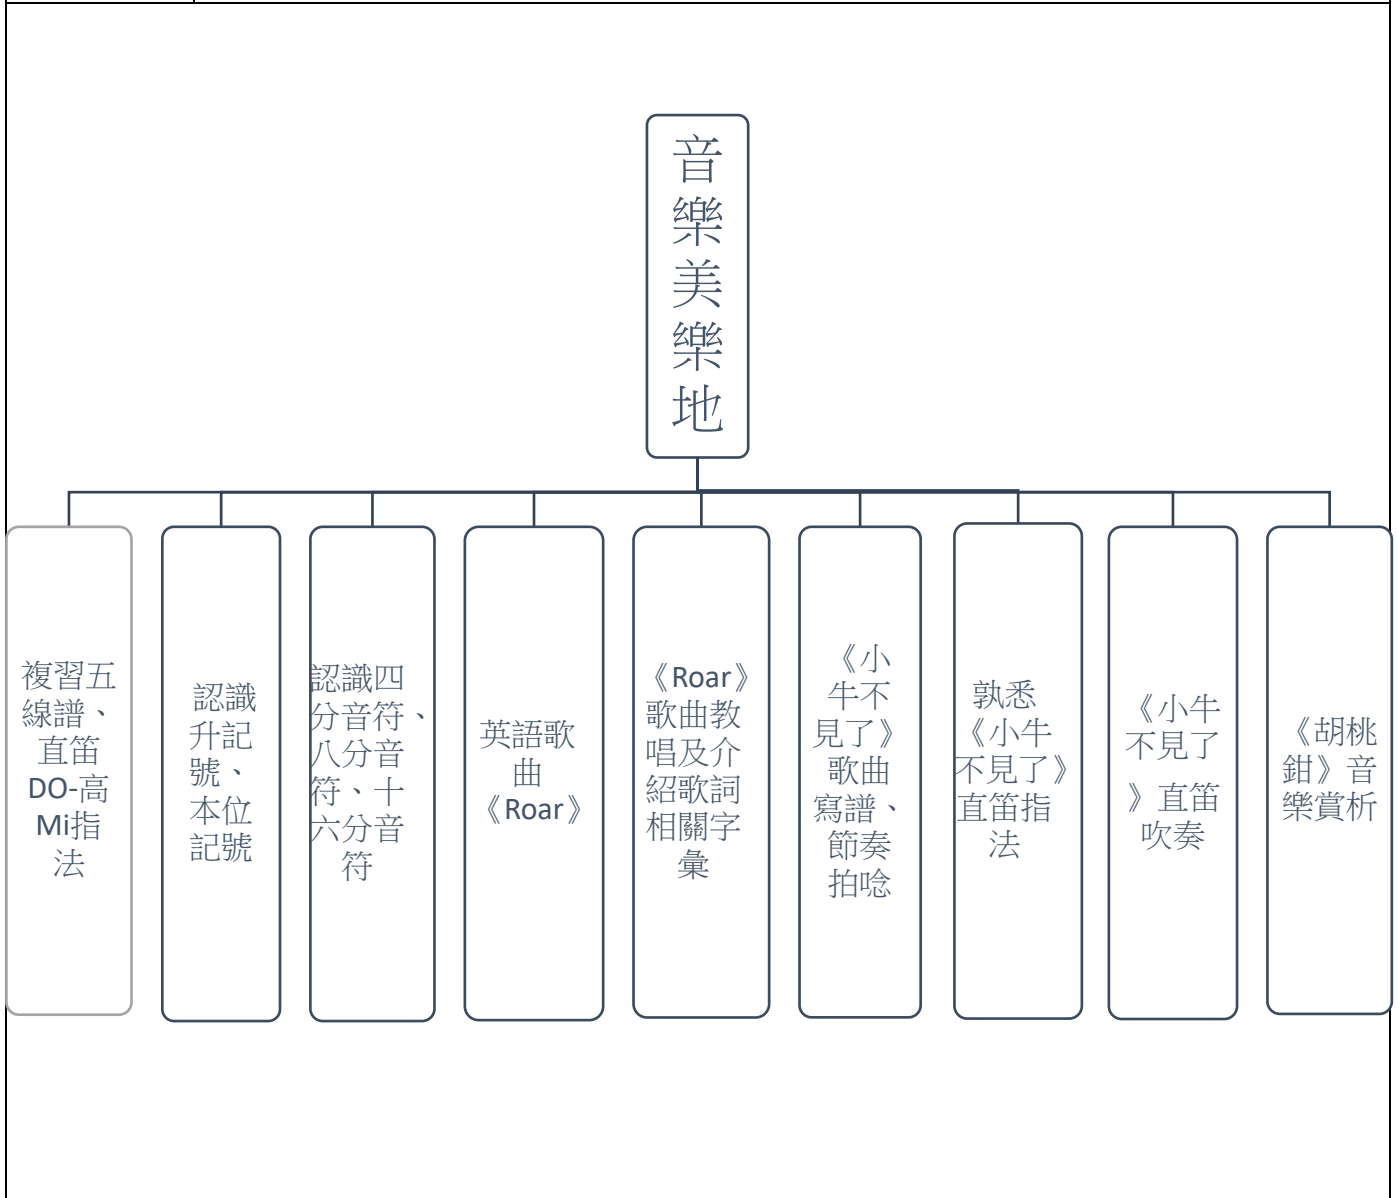 音樂美樂地
複習五
線譜、
直笛
DO-高
Mi指
法
認識
升記
號、
本位
記號
認識四
分音符、
八分音
符、十
六分音
符
英語歌
曲
《Roar》
《Roar》
歌曲教
唱及介
紹歌詞
相關字
彙
《小
牛不
見了》
歌曲
寫譜、
節奏
拍唸
孰悉
《小牛
不見了》
直笛指
法
《小牛
不見了
》直笛
吹奏
《胡桃
鉗》音
樂賞析